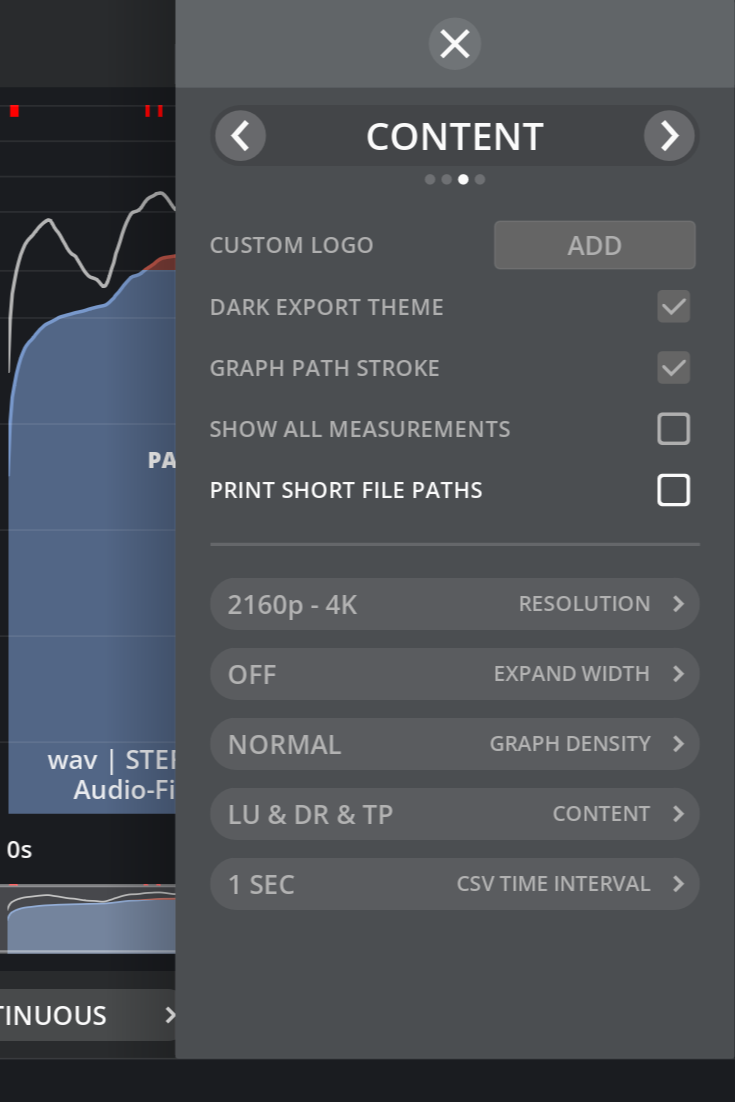 CONTENT
CUSTOM LOGO ADD
DARK EXPORT THEME
GRAPH PATH STROKE
SHOW ALL MEASUREMENTS
PRINT SHORT FILE PATHS
2160p - 4K RESOLUTION
OFF EXPAND WIDTH
NORMAL GRAPH DENSITY
LU & DR & TP CONTENT
1 SEC CSV TIME INTERVAL
PA
wav | STE
Audio-Fi
0s
TINUOUS